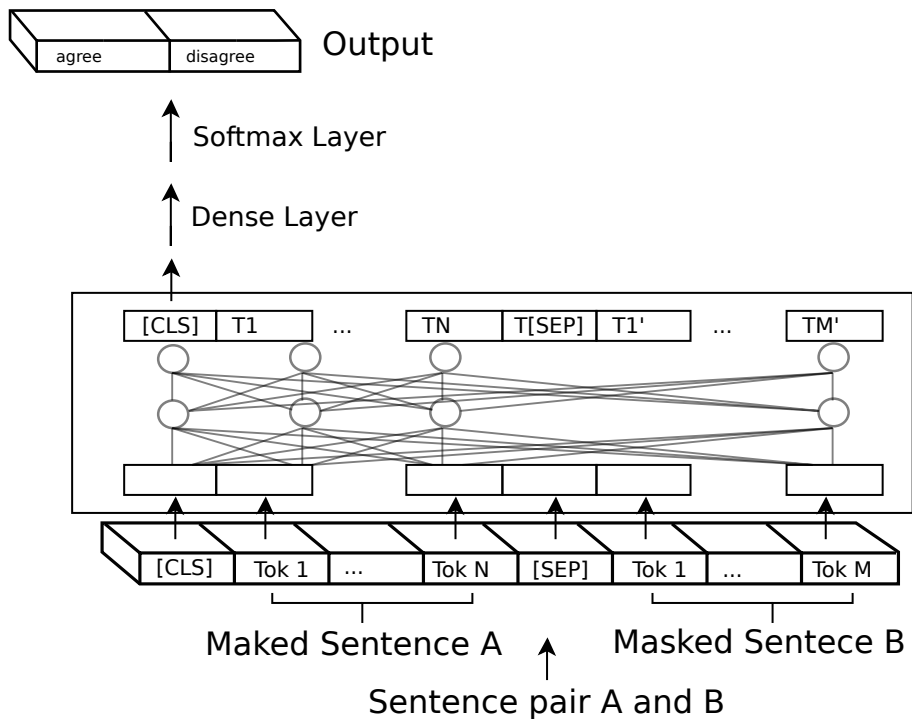 Output
agree disagree
Softmax Layer
Dense Layer
[CLS] T1 ... TN T[SEP] T1' ... TM'
[CLS] Tok 1 ... Tok N [SEP] Tok 1 ... Tok M
Maked Sentence A Masked Sentece B
Sentence pair A and B